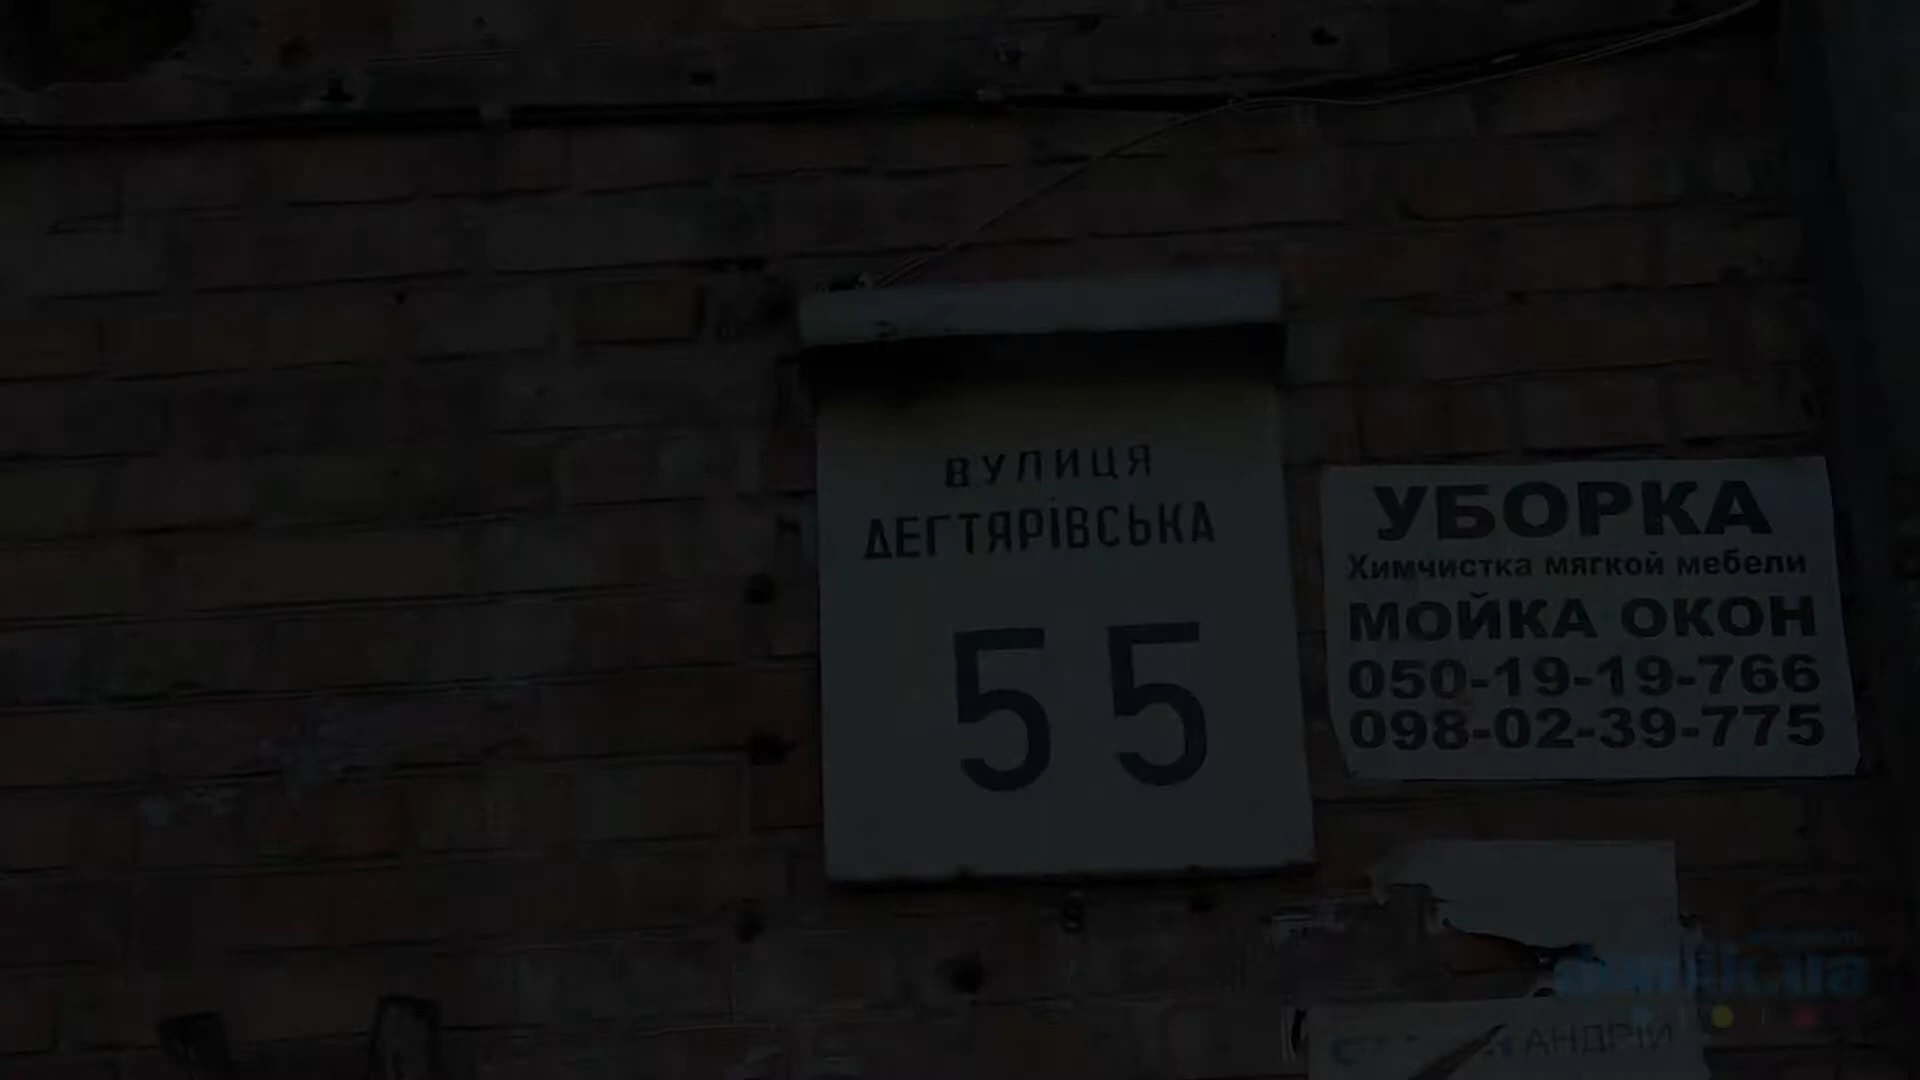 ВУЛИЦЯ
ДЕГТЯРІВСЬКА
55
УБОРКА
Химчистка мягкой мебели
МОЙКА ОКОН
050-19-19-766
098-02-39-775
АНДРІЙ